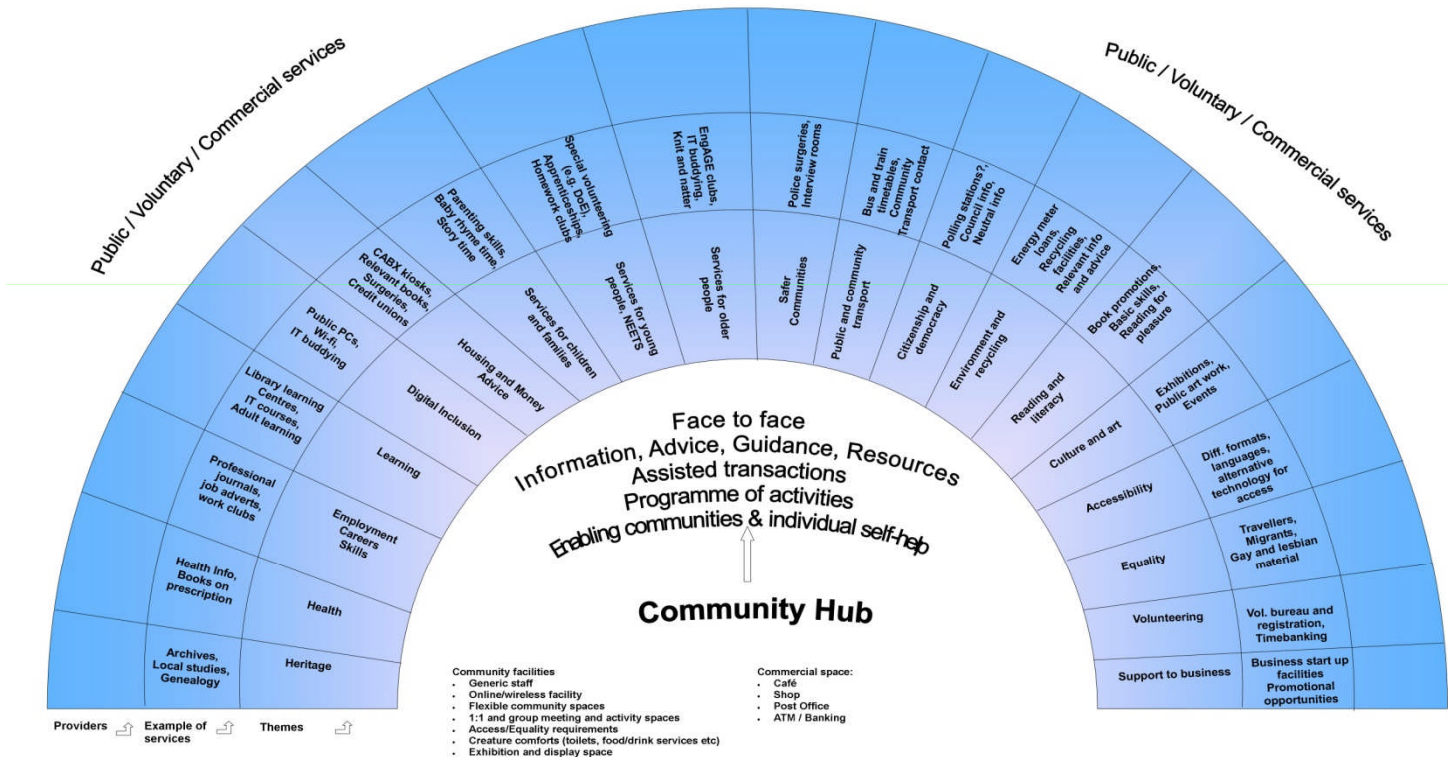 Public / Voluntary / Commercial services
Public / Voluntary / Commercial services
Archives,
Local studies,
Genealogy
Heritage
Health Info,
Books on
prescription
Health
Professional
journals,
job adverts,
work clubs
Employment
Careers
Skills
Library learning
Centres,
IT courses,
Adult learning
Learning
Public PCs,
Wi-fi,
IT buddying
Digital Inclusion
CABX kiosks,
Relevant books,
Surgeries,
Credit unions
Housing and Money
Advice
Parenting skills,
Baby rhyme time,
Story time
Services for children
and families
Special volunteering
(e.g. DoE),
Apprenticeships,
Homework clubs
Services for young
people, NEETS
EngAGE clubs,
IT buddying,
Knit and natter
Services for older
people
Police surgeries,
Interview rooms
Safer
Communities
Bus and train
timetables,
Community
Transport contact
Public and community
transport
Polling stations?,
Council info,
Neutral info
Citizenship and
democracy
Energy meter
loans,
Recycling
facilities,
Relevant info
and advice
Environment and
recycling
Book promotions,
Basic skills,
Reading for
pleasure
Reading and
literacy
Exhibitions,
Public art work,
Events
Culture and art
Diff. formats,
languages,
alternative
technology for
access
Accessibility
Travellers,
Migrants,
Gay and lesbian
material
Equality
Vol. bureau and
registration,
Timebanking
Volunteering
Business start up
facilities
Promotional
opportunities
Support to business
Face to face
Information, Advice, Guidance, Resources
Assisted transactions
Programme of activities
Enabling communities & individual self-help
Community Hub
Community facilities
• Generic staff
• Online/wireless facility
• Flexible community spaces
• 1:1 and group meeting and activity spaces
• Access/Equality requirements
• Creature comforts (toilets, food/drink services etc)
• Exhibition and display space
Commercial space:
• Café
• Shop
• Post Office
• ATM / Banking
Providers
Example of
services
Themes